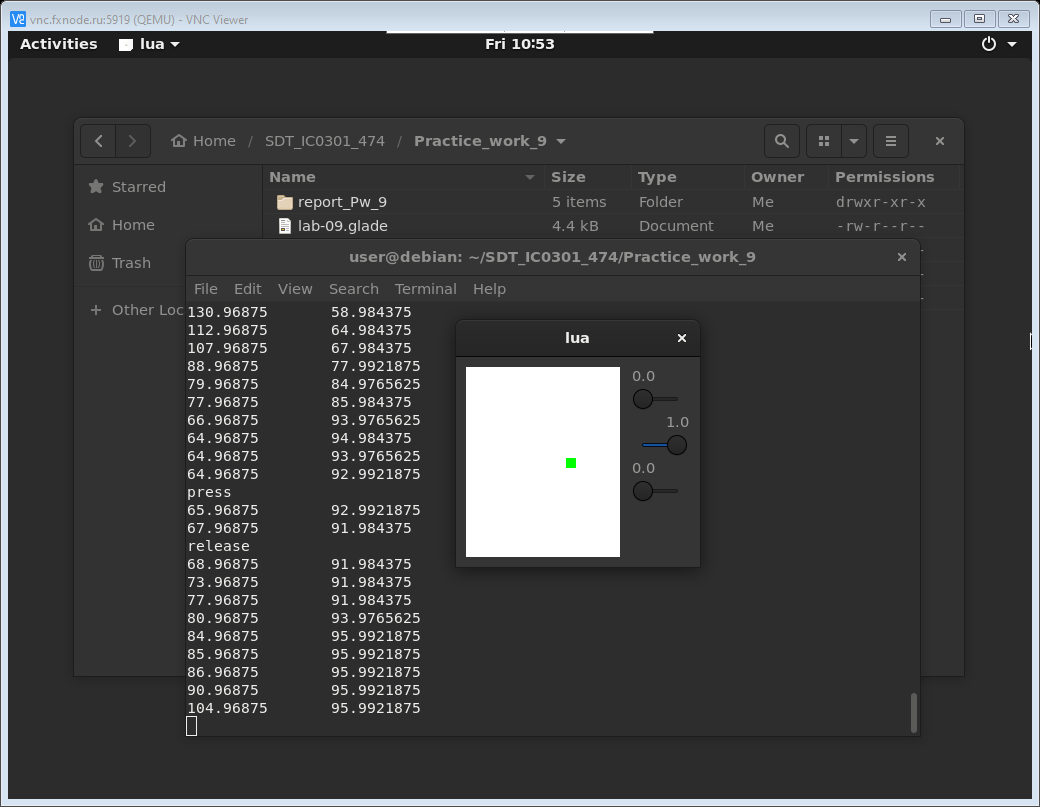 vnc.fxnode.ru:5919 (QEMU) - VNC Viewer
Activities lua Fri 10:53
Home / SDT_IC0301_474 / Practice_work_9
Name Size Type Owner Permissions
Starred
Home
Trash
+ Other Loc
report_Pw_9 5 items Folder Me drwxr-xr-x
lab-09.glade 4.4 kB Document Me -rw-r--r--
user@debian: ~/SDT_IC0301_474/Practice_work_9
File Edit View Search Terminal Help
130.96875 58.984375
112.96875 64.984375
107.96875 67.984375
88.96875 77.9921875
79.96875 84.9765625
77.96875 85.984375
66.96875 93.9765625
64.96875 94.984375
64.96875 93.9765625
64.96875 92.9921875
press
65.96875 92.9921875
67.96875 91.984375
release
68.96875 91.984375
73.96875 91.984375
77.96875 91.984375
80.96875 93.9765625
84.96875 95.9921875
85.96875 95.9921875
86.96875 95.9921875
90.96875 95.9921875
104.96875 95.9921875
lua
0.0
1.0
0.0